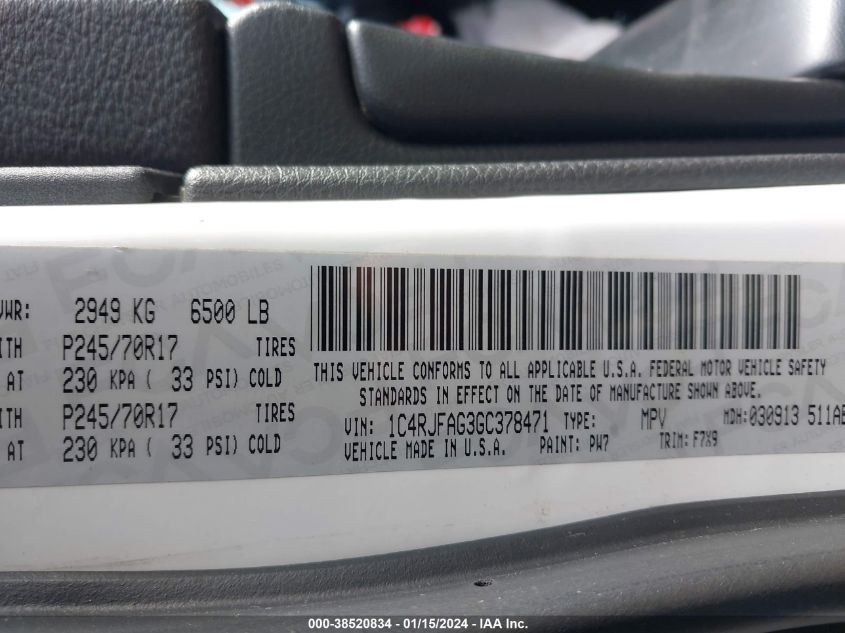 VWR: 2949 KG 6500 LB
ITH P245/70R17 TIRES
AT 230 KPA ( 33 PSI) COLD
P245/70R17 TIRES
AT 230 KPA ( 33 PSI) COLD
THIS VEHICLE CONFORMS TO ALL APPLICABLE U.S.A. FEDERAL MOTOR VEHICLE SAFETY
STANDARDS IN EFFECT ON THE DATE OF MANUFACTURE SHOWN ABOVE.
VIN: 1C4RJFAG3GC378471 TYPE: MPV MDH:030913 511AE
VEHICLE MADE IN U.S.A. PAINT: PW7 TRIM: F7X9
000-38520834 - 01/15/2024 - IAA Inc.